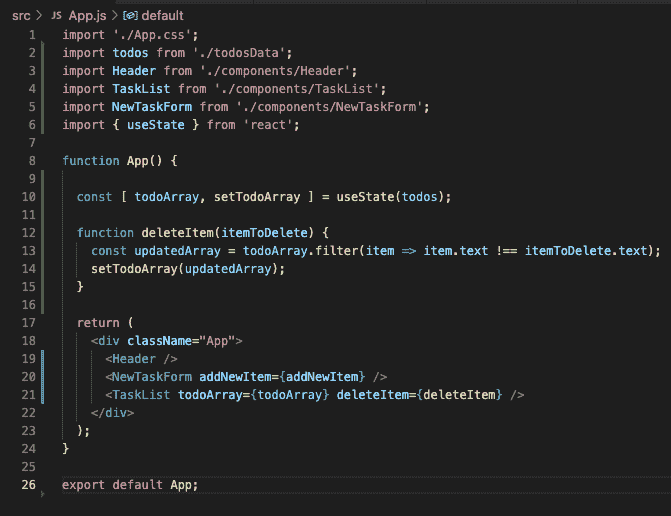 src > JS App.js > default
1 import './App.css';
2 import todos from './todosData';
3 import Header from './components/Header';
4 import TaskList from './components/TaskList';
5 import NewTaskForm from './components/NewTaskForm';
6 import { useState } from 'react';
7
8 function App() {
9
10   const [ todoArray, setTodoArray ] = useState(todos);
11
12   function deleteItem(itemToDelete) {
13     const updatedArray = todoArray.filter(item => item.text !== itemToDelete.text);
14     setTodoArray(updatedArray);
15   }
16
17   return (
18     <div className="App">
19       <Header />
20       <NewTaskForm addNewItem={addNewItem} />
21       <TaskList todoArray={todoArray} deleteItem={deleteItem} />
22     </div>
23   );
24 }
25
26 export default App;